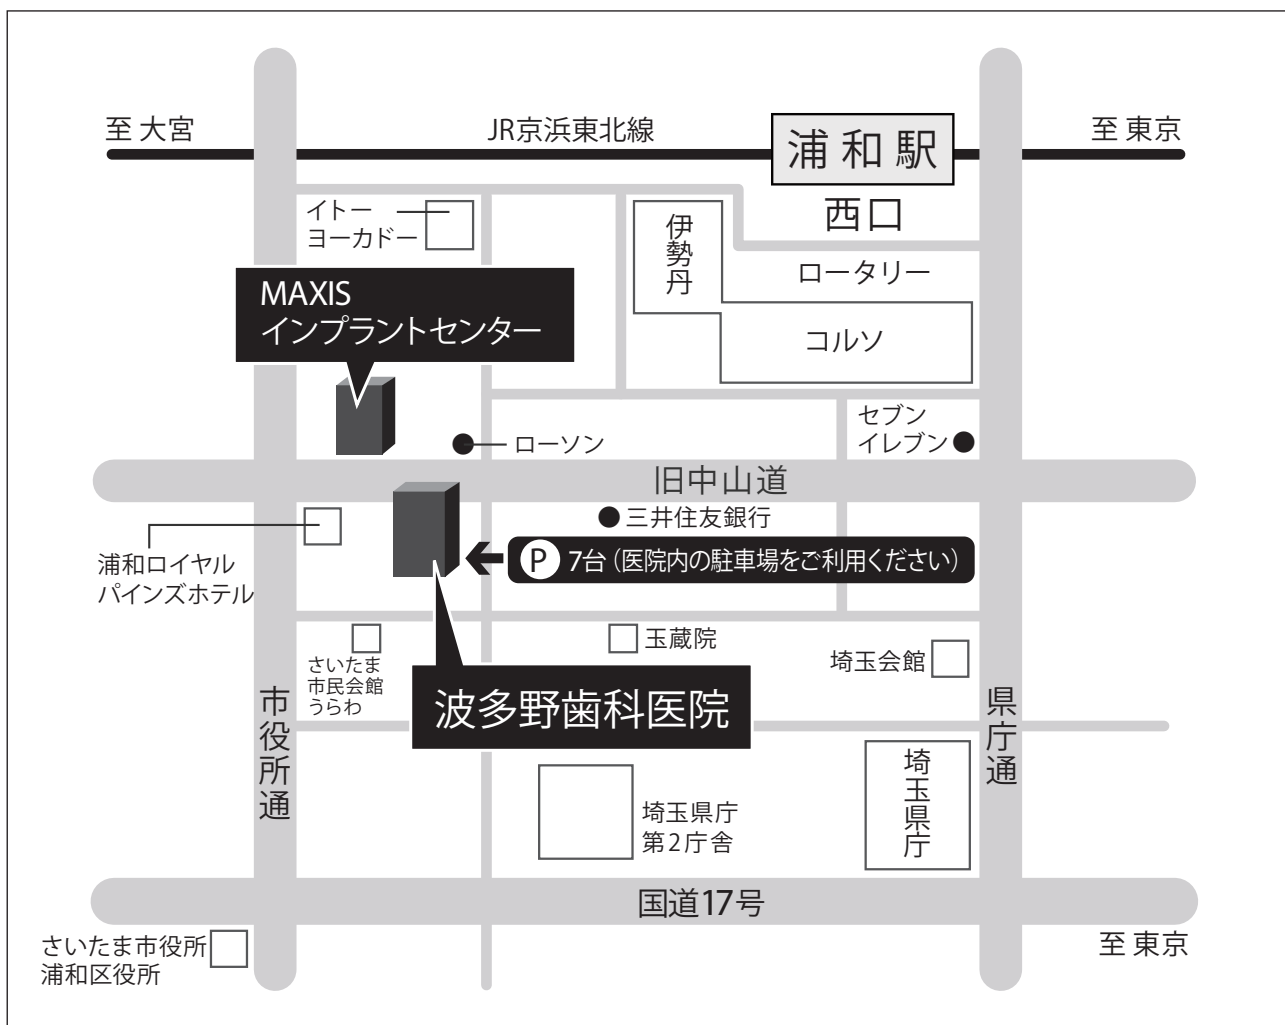 至 大宮
JR京浜東北線
浦和駅
至 東京
西口
イトー
ヨーカドー
伊勢丹
ロータリー
MAXIS
インプラントセンター
コルソ
セブン
イレブン
ローソン
旧中山道
三井住友銀行
P 7台（医院内の駐車場をご利用ください）
浦和ロイヤル
パインズホテル
玉蔵院
埼玉会館
さいたま
市民会館
うらわ
波多野歯科医院
市役所通
県庁通
埼玉県庁
埼玉県庁
第2庁舎
国道17号
さいたま市役所
浦和区役所
至 東京